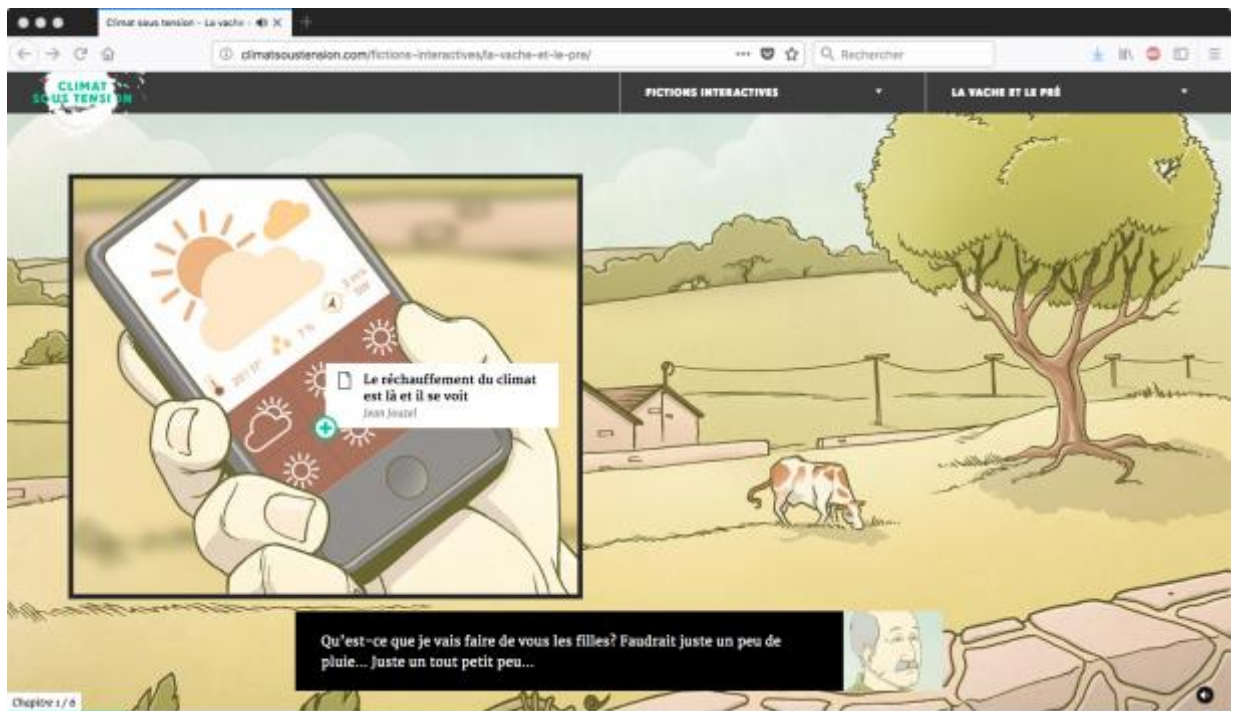 Climat sous tension - La vache
climatsoustension.com/fictions-interactives/la-vache-et-le-pre/
Rechercher
CLIMAT
SOUS TENSION
FICTIONS INTERACTIVES
LA VACHE ET LE PRÉ
7 %
Le réchauffement du climat
est là et il se voit
Jean Jouzel
Qu'est-ce que je vais faire de vous les filles? Faudrait juste un peu de
pluie... Juste un tout petit peu...
Chapitre 1 / 6